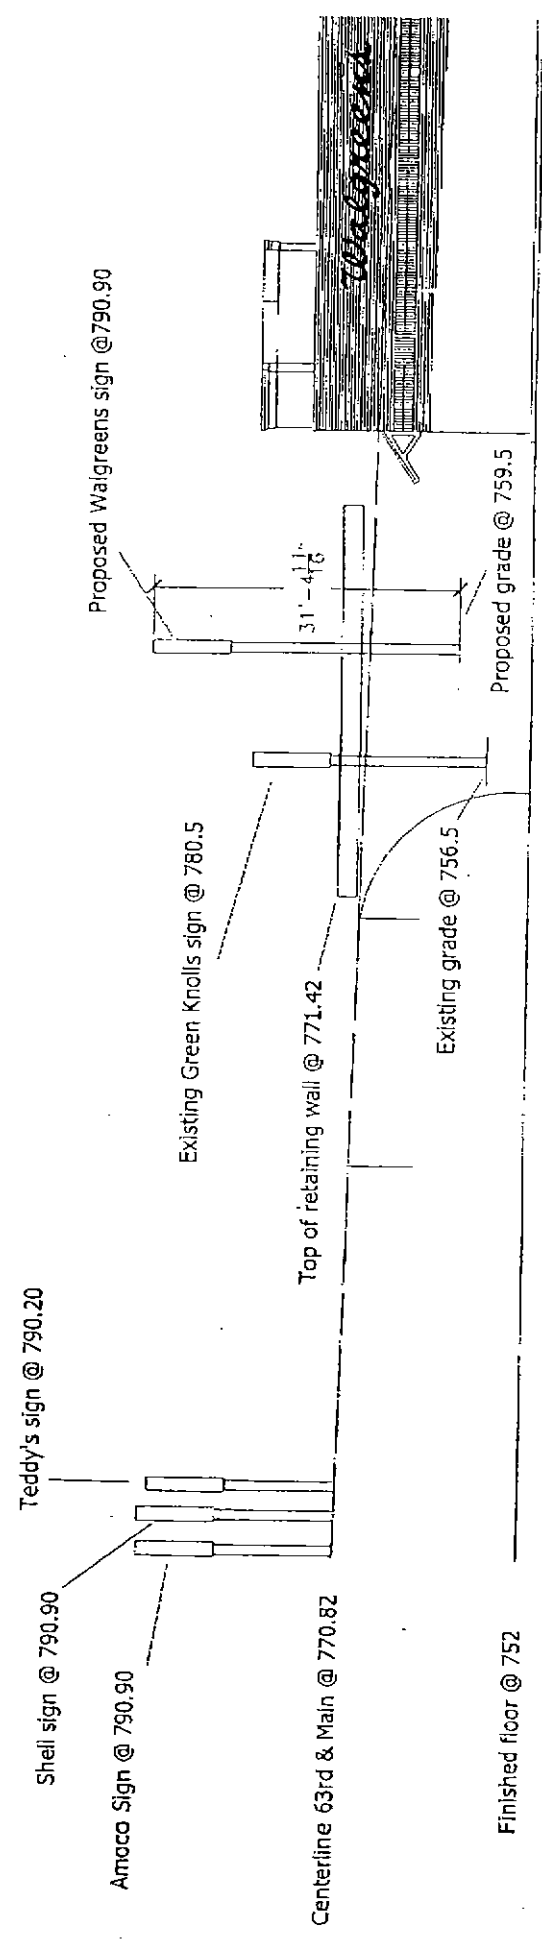 Shell sign @ 790.90
Teddy's sign @ 790.20
Amoco Sign @ 790.90
Centerline 63rd & Main @ 770.82
Finished floor @ 752
Existing Green Knolls sign @ 780.5
Top of retaining wall @ 771.42
Existing grade @ 756.5
Proposed Walgreens sign @790.90
31'-4 11/16"
Proposed grade @ 759.5
Walgreens